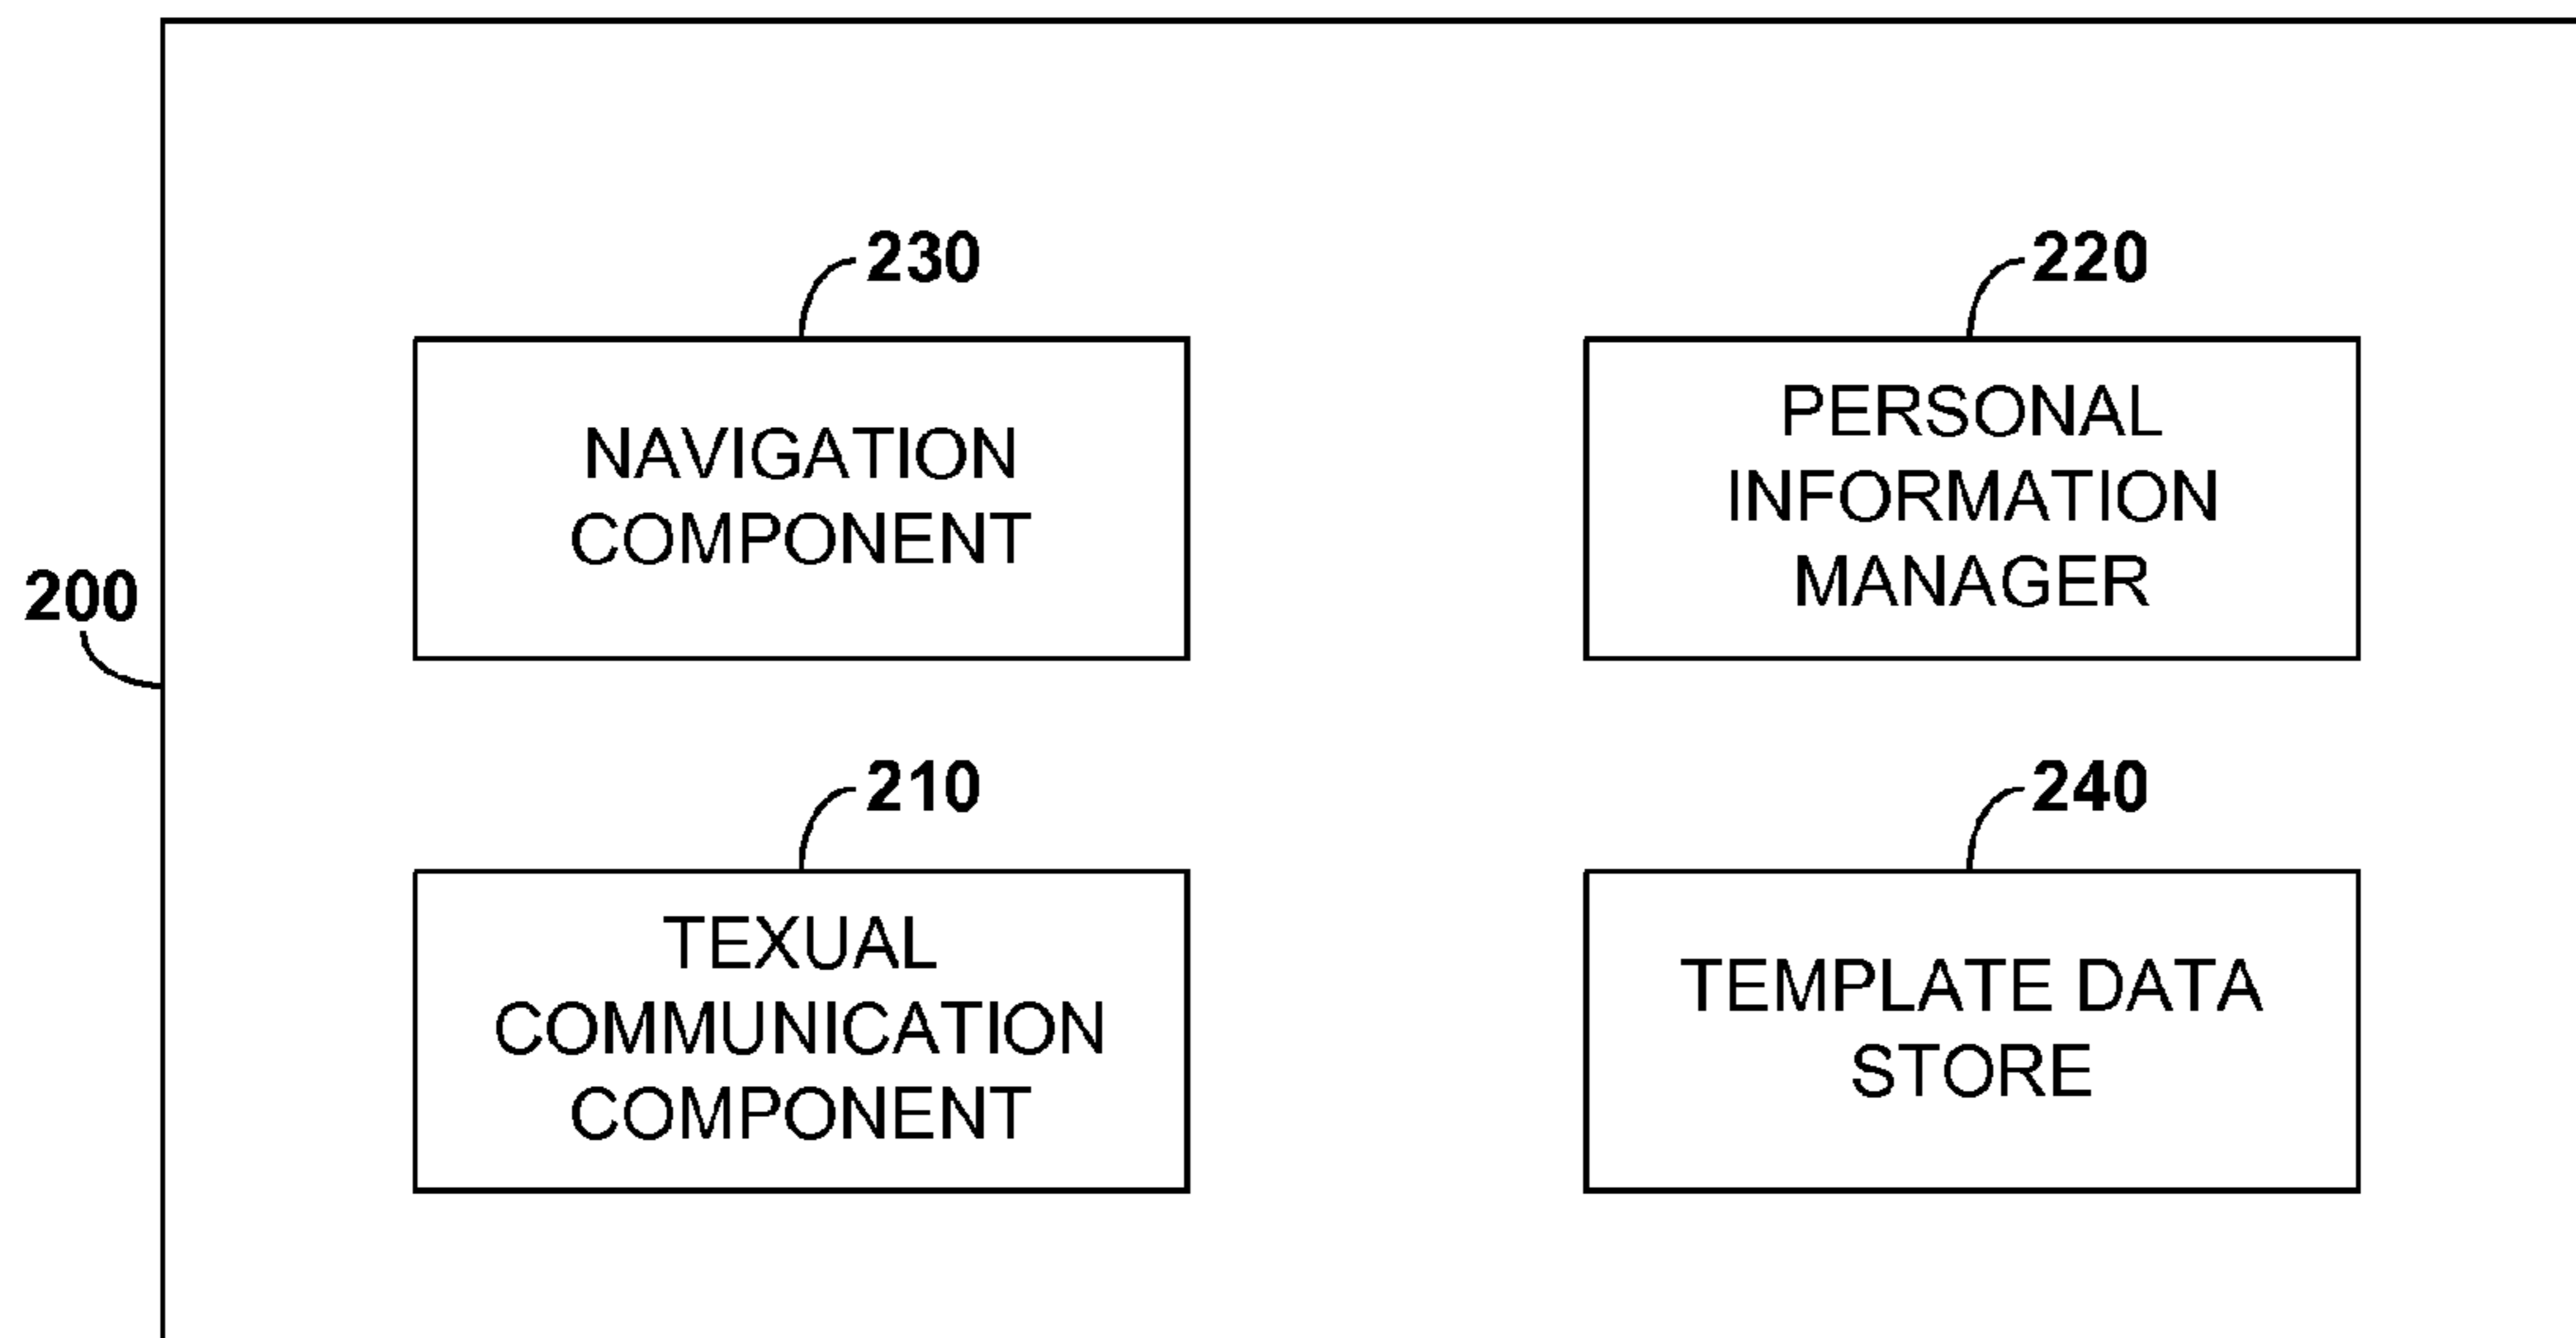 230
NAVIGATION
COMPONENT
220
PERSONAL
INFORMATION
MANAGER
200
210
TEXUAL
COMMUNICATION
COMPONENT
240
TEMPLATE DATA
STORE